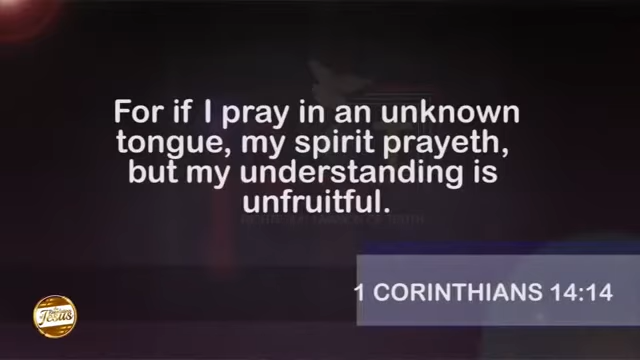 For if I pray in an unknown
tongue, my spirit prayeth,
but my understanding is
unfruitful.
1 CORINTHIANS 14:14
Jesus